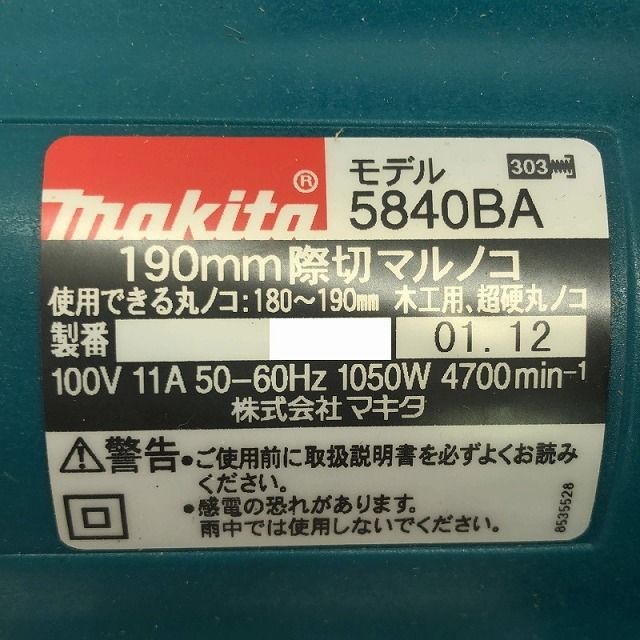 makita®
モデル 303
5840BA
190mm際切マルノコ
使用できる丸ノコ:180〜190mm 木工用、超硬丸ノコ
製番 01.12
100V 11A 50-60Hz 1050W 4700min-1
株式会社マキタ
警告 •ご使用前に取扱説明書を必ずよくお読み
ください。
•感電の恐れがあります。
雨中では使用しないでください。
8535528